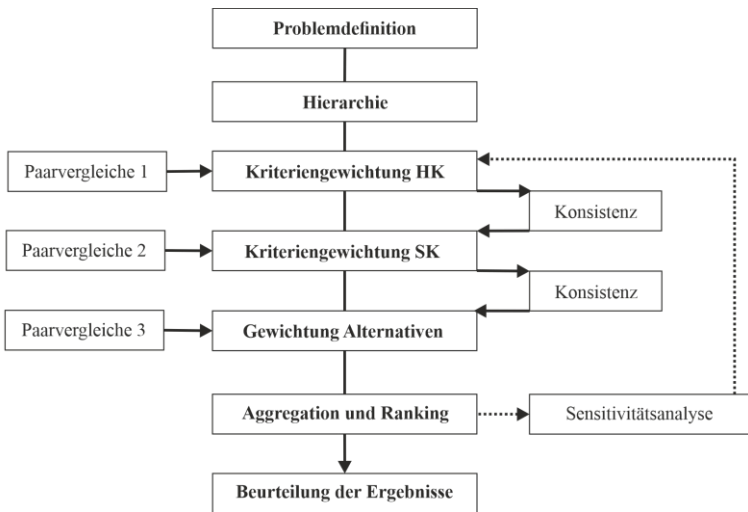 Problemdefinition
Hierarchie
Paarvergleiche 1
Kriteriengewichtung HK
Konsistenz
Paarvergleiche 2
Kriteriengewichtung SK
Konsistenz
Paarvergleiche 3
Gewichtung Alternativen
Aggregation und Ranking
Sensitivitätsanalyse
Beurteilung der Ergebnisse